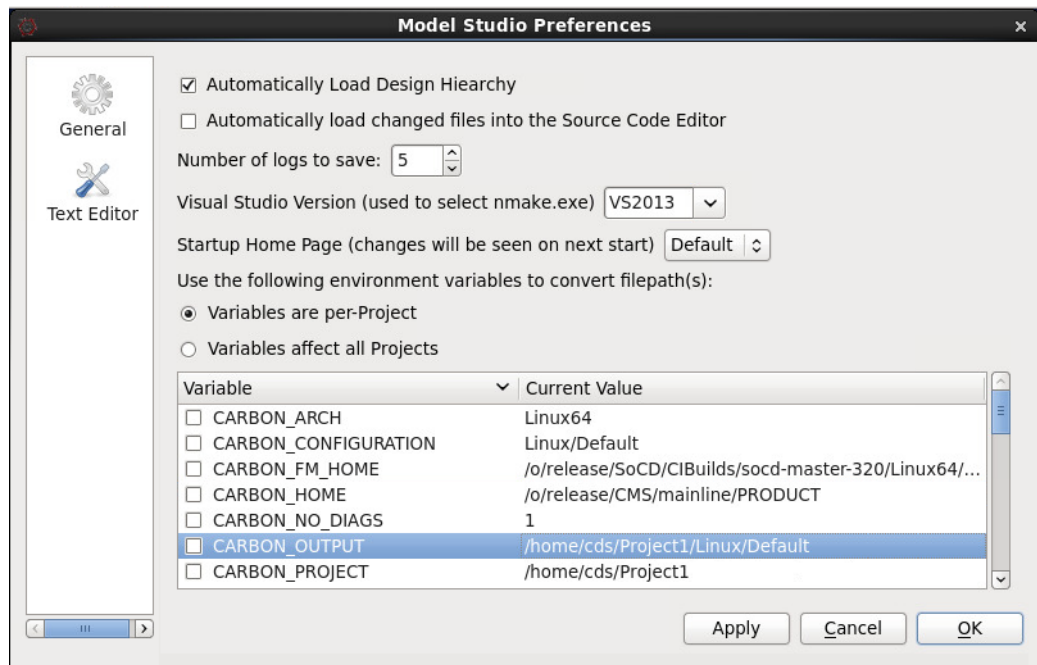 Model Studio Preferences
General
Text Editor
Automatically Load Design Hiearchy
Automatically load changed files into the Source Code Editor
Number of logs to save: 5
Visual Studio Version (used to select nmake.exe) VS2013
Startup Home Page (changes will be seen on next start) Default
Use the following environment variables to convert filepath(s):
Variables are per-Project
Variables affect all Projects
Variable Current Value
CARBON_ARCH Linux64
CARBON_CONFIGURATION Linux/Default
CARBON_FM_HOME /o/release/SoCD/CIBuilds/socd-master-320/Linux64/...
CARBON_HOME /o/release/CMS/mainline/PRODUCT
CARBON_NO_DIAGS 1
CARBON_OUTPUT /home/cds/Project1/Linux/Default
CARBON_PROJECT /home/cds/Project1
Apply Cancel OK